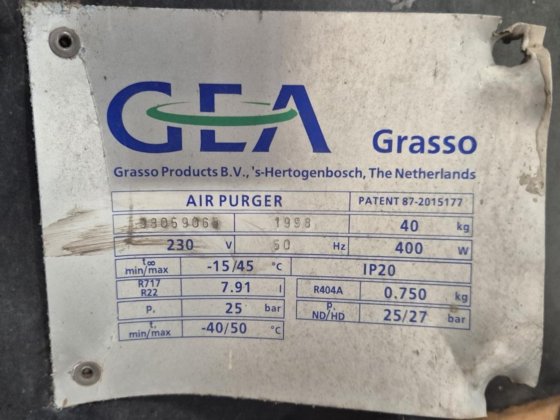 GEA Grasso
Grasso Products B.V., 's-Hertogenbosch, The Netherlands
AIR PURGER PATENT 87-2015177
1998 40 kg
230 V 50 Hz 400 W
t∞ min/max -15/45 °C IP20
R717 R22 7.91 l R404A 0.750 kg
P. 25 bar P. ND/HD 25/27 bar
t. min/max -40/50 °C